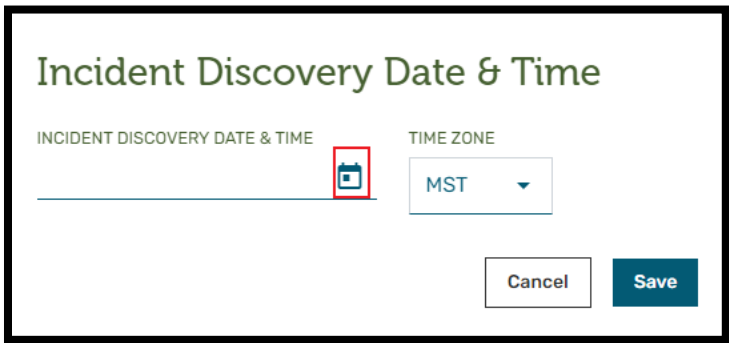 Incident Discovery Date & Time
INCIDENT DISCOVERY DATE & TIME
TIME ZONE
MST
Cancel
Save